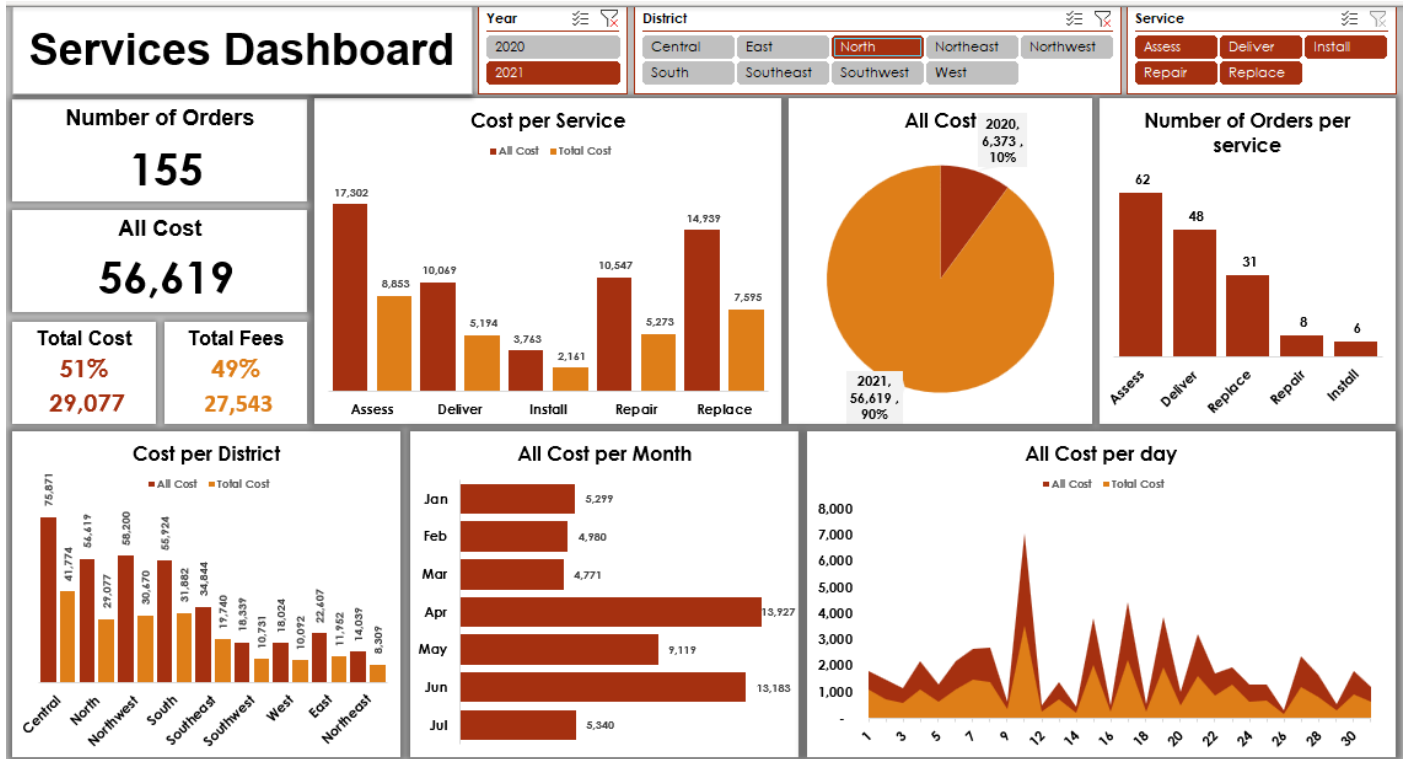 Services Dashboard
Year
2020
2021
District
Central East North Northeast Northwest
South Southeast Southwest West
Service
Assess Deliver Install
Repair Replace
Number of Orders
155
All Cost
56,619
Total Cost
51%
29,077
Total Fees
49%
27,543
Cost per Service
All Cost Total Cost
17,302
8,853
10,069
5,194
3,763
2,161
10,547
5,273
14,939
7,595
Assess Deliver Install Repair Replace
All Cost
2020,
6,373 ,
10%
2021,
56,619 ,
90%
Number of Orders per
service
62
48
31
8
6
Assess
Deliver
Replace
Repair
Install
Cost per District
All Cost Total Cost
75,871
41,774
56,619
29,077
58,200
30,670
55,924
31,882
34,844
19,740
18,339
10,731
18,024
10,092
22,607
11,952
14,039
8,309
Central
North
Northwest
South
Southeast
Southwest
West
East
Northeast
All Cost per Month
Jan 5,299
Feb 4,980
Mar 4,771
Apr 13,927
May 9,119
Jun 13,183
Jul 5,340
All Cost per day
All Cost Total Cost
8,000
7,000
6,000
5,000
4,000
3,000
2,000
1,000
-
1 3 5 7 9 12 14 16 18 20 22 24 26 28 30